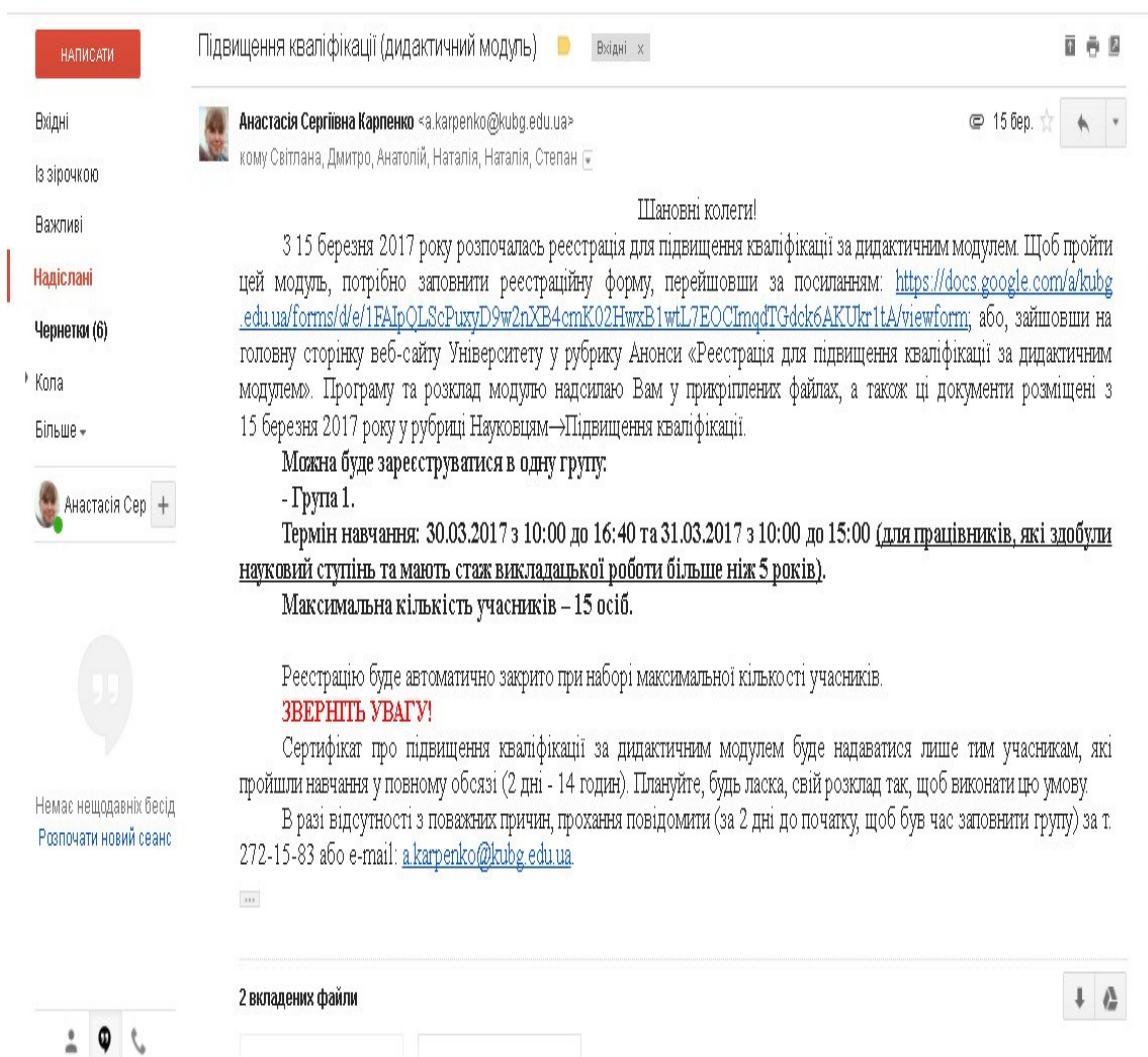 НАПИСАТИ
Вхідні
Із зірочкою
Важливі
Надіслані
Чернетки (6)
Кола
Більше
Анастасія Сер +
Немає нещодавніх бесід
Розпочати новий сеанс
Підвищення кваліфікації (дидактичний модуль) Вхідні x
Анастасія Сергіївна Карпенко <a.karpenko@kubg.edu.ua> 15 бер.
кому Світлана, Дмитро, Анатолій, Наталія, Наталія, Степан
Шановні колеги!
З 15 березня 2017 року розпочалась реєстрація для підвищення кваліфікації за дидактичним модулем. Щоб пройти
цей модуль, потрібно заповнити реєстраційну форму, перейшовши за посиланням: https://docs.google.com/a/kubg
.edu.ua/forms/d/e/1FAIpQLScPuxyD9w2nXB4cmK02HwxB1wtL7EOCImqdTGdck6AKUkr1tA/viewform; або, зайшовши на
головну сторінку веб-сайту Університету у рубрику Анонси «Реєстрація для підвищення кваліфікації за дидактичним
модулем». Програму та розклад модулю надсилаю Вам у прикріплених файлах, а також ці документи розміщені з
15 березня 2017 року у рубриці Науковцям→Підвищення кваліфікації.
Можна буде зареєструватися в одну групу:
- Група 1.
Термін навчання: 30.03.2017 з 10:00 до 16:40 та 31.03.2017 з 10:00 до 15:00 (для працівників, які здобули
науковий ступінь та мають стаж викладацької роботи більше ніж 5 років).
Максимальна кількість учасників – 15 осіб.
Реєстрацію буде автоматично закрито при наборі максимальної кількості учасників.
ЗВЕРНІТЬ УВАГУ!
Сертифікат про підвищення кваліфікації за дидактичним модулем буде надаватися лише тим учасникам, які
пройшли навчання у повному обсязі (2 дні - 14 годин). Плануйте, будь ласка, свій розклад так, щоб виконати цю умову.
В разі відсутності з поважних причин, прохання повідомити (за 2 дні до початку, щоб був час заповнити групу) за т.
272-15-83 або e-mail: a.karpenko@kubg.edu.ua.
2 вкладених файли